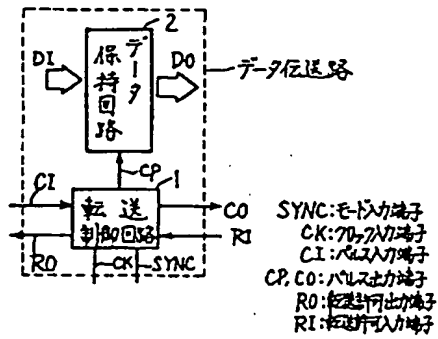 2
DI
データ
保持回路
DO
データ伝送路
CP
1
CI
転送
制御回路
CO
RI
RO
CK
SYNC
SYNC:モード入力端子
CK:クロック入力端子
CI:パルス入力端子
CP,CO:パルス出力端子
RO:転送許可出力端子
RI:転送許可入力端子